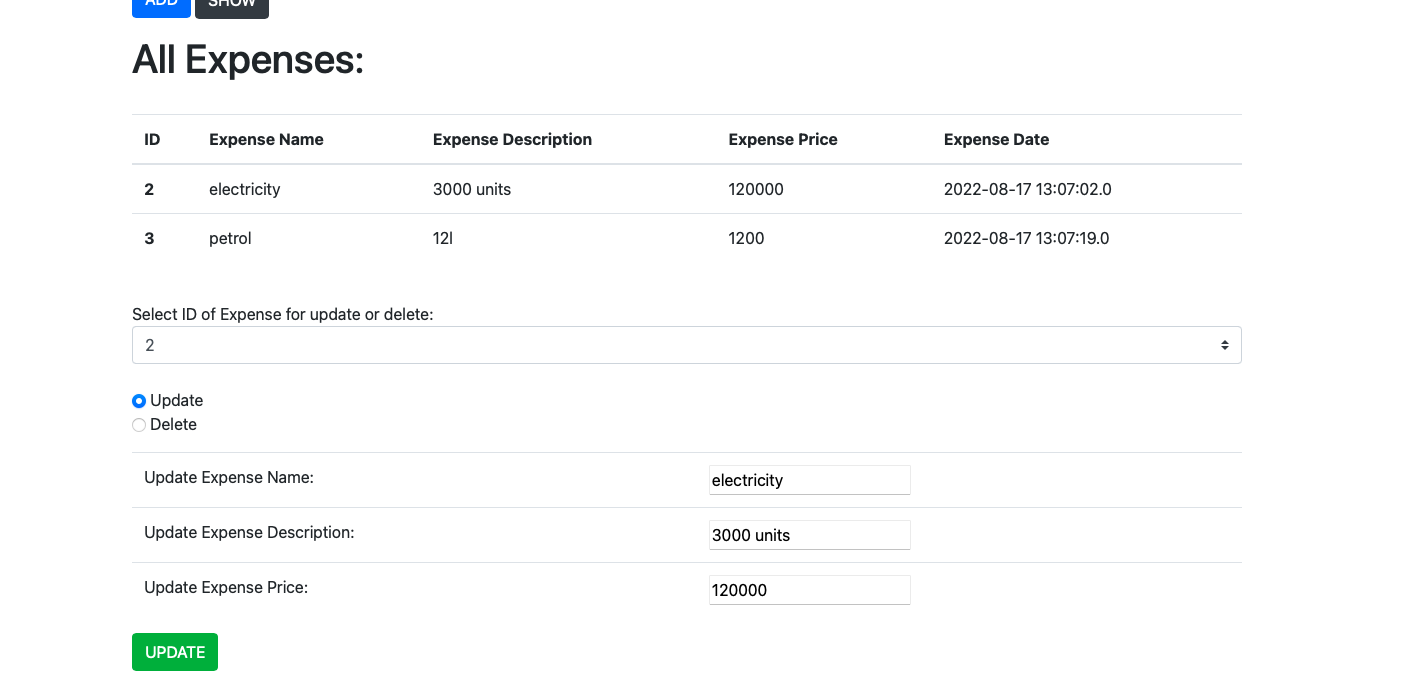 ADD SHOW
All Expenses:
ID Expense Name Expense Description Expense Price Expense Date
2 electricity 3000 units 120000 2022-08-17 13:07:02.0
3 petrol 12l 1200 2022-08-17 13:07:19.0
Select ID of Expense for update or delete:
2
Update
Delete
Update Expense Name: electricity
Update Expense Description: 3000 units
Update Expense Price: 120000
UPDATE